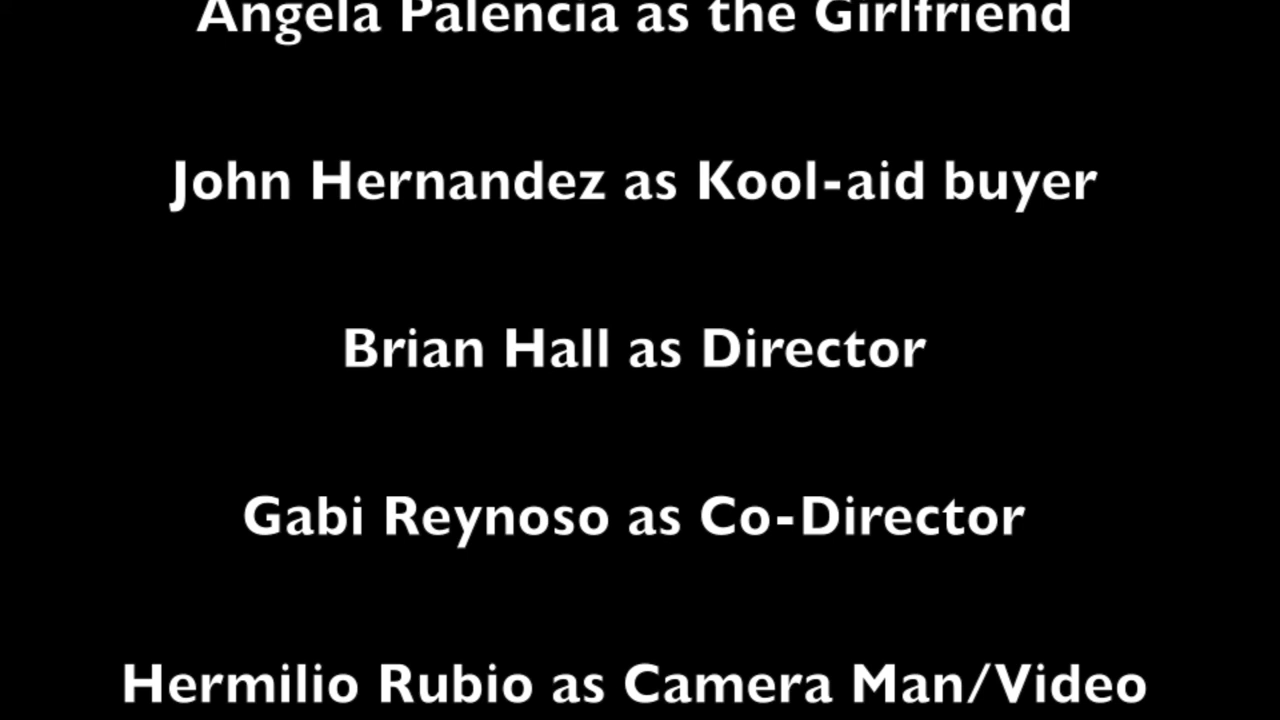 Angela Palencia as the Girlfriend
John Hernandez as Kool-aid buyer
Brian Hall as Director
Gabi Reynoso as Co-Director
Hermilio Rubio as Camera Man/Video